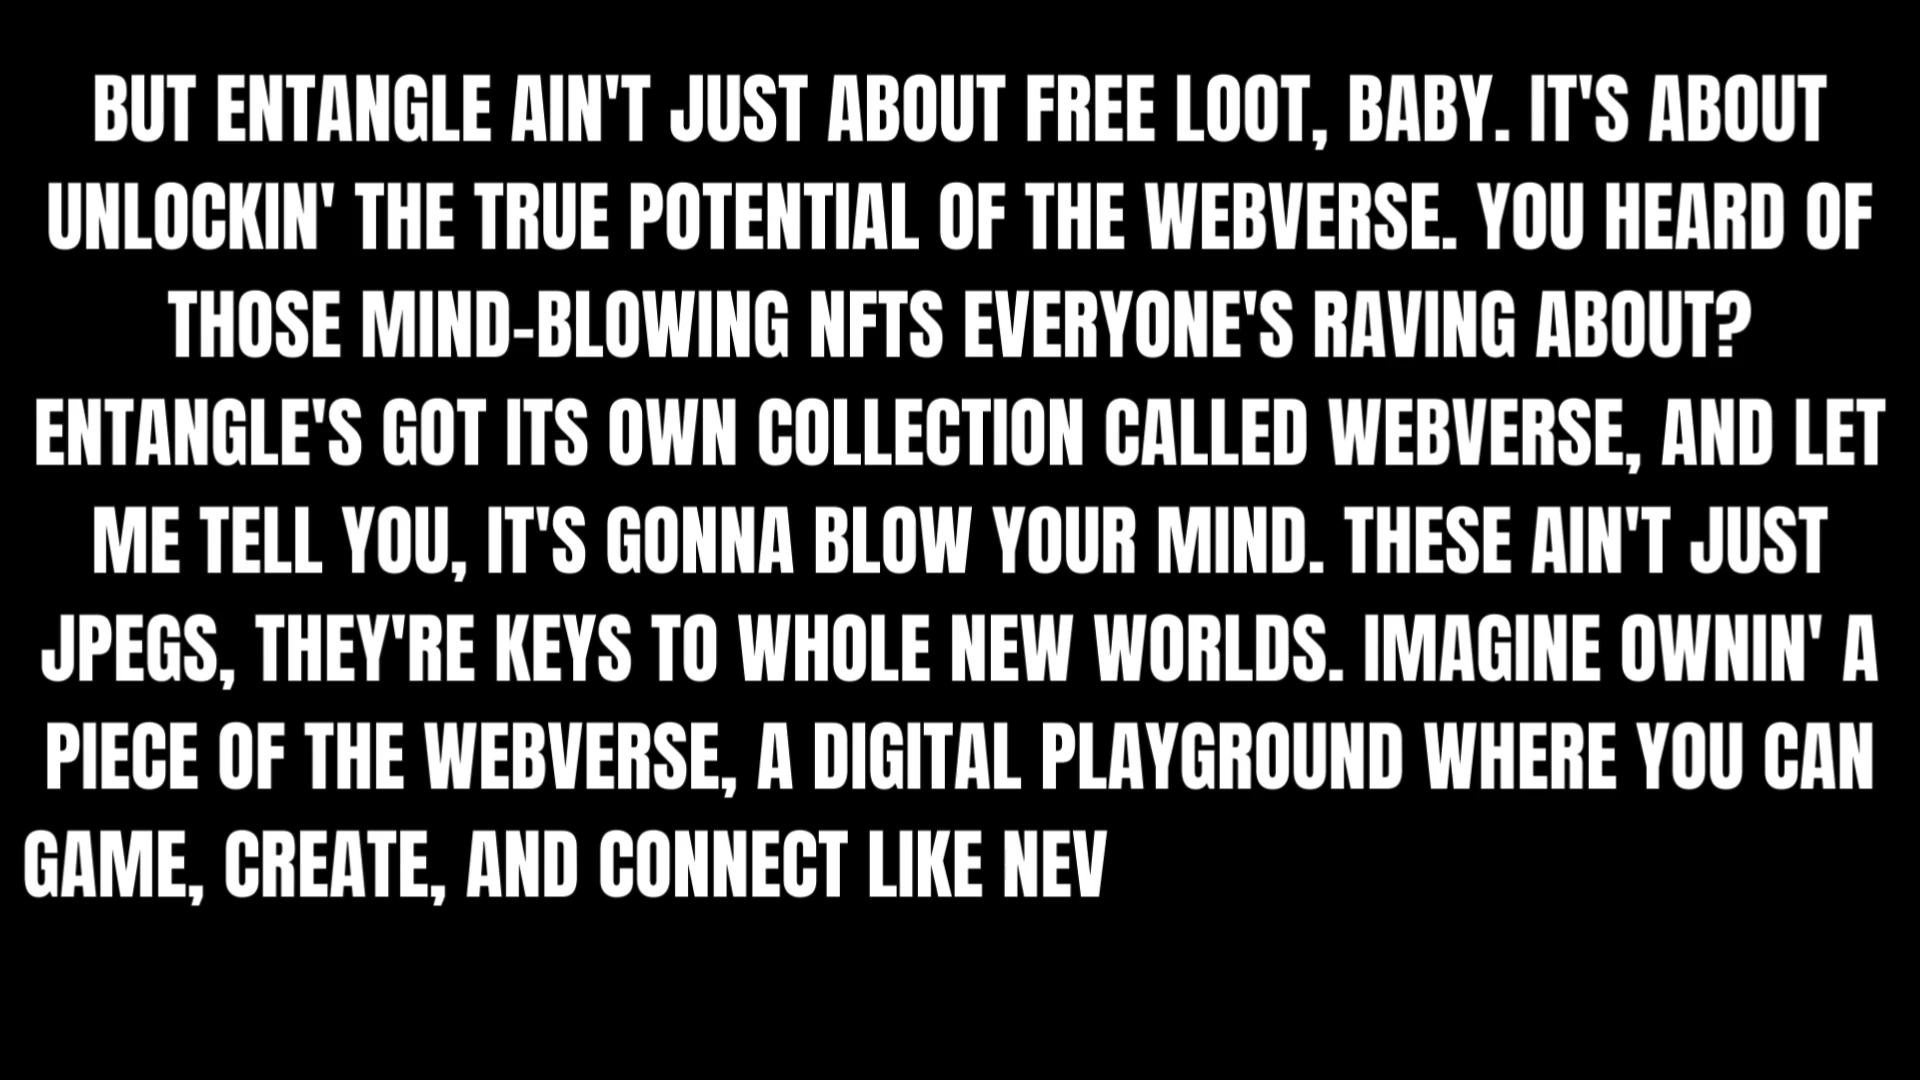 BUT ENTANGLE AIN'T JUST ABOUT FREE LOOT, BABY. IT'S ABOUT
UNLOCKIN' THE TRUE POTENTIAL OF THE WEBVERSE. YOU HEARD OF
THOSE MIND-BLOWING NFTS EVERYONE'S RAVING ABOUT?
ENTANGLE'S GOT ITS OWN COLLECTION CALLED WEBVERSE, AND LET
ME TELL YOU, IT'S GONNA BLOW YOUR MIND. THESE AIN'T JUST
JPEGS, THEY'RE KEYS TO WHOLE NEW WORLDS. IMAGINE OWNIN' A
PIECE OF THE WEBVERSE, A DIGITAL PLAYGROUND WHERE YOU CAN
GAME, CREATE, AND CONNECT LIKE NEV